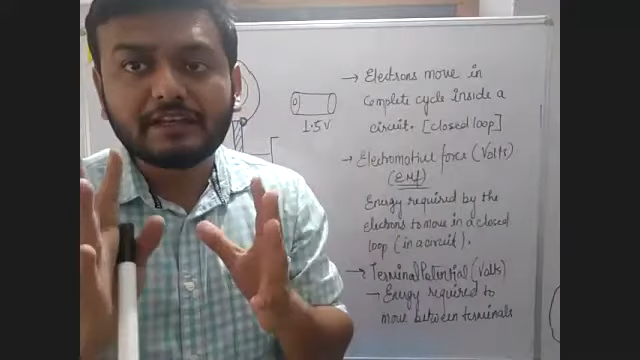 1.5V
→ Electrons move in
complete cycle inside a
circuit. [closed loop]
→ Electromotive force (Volts)
(EMF)
Energy required by the
electrons to move in a closed
loop (in a circuit).
→ Terminal Potential (Volts)
→ Energy required to
move between terminals